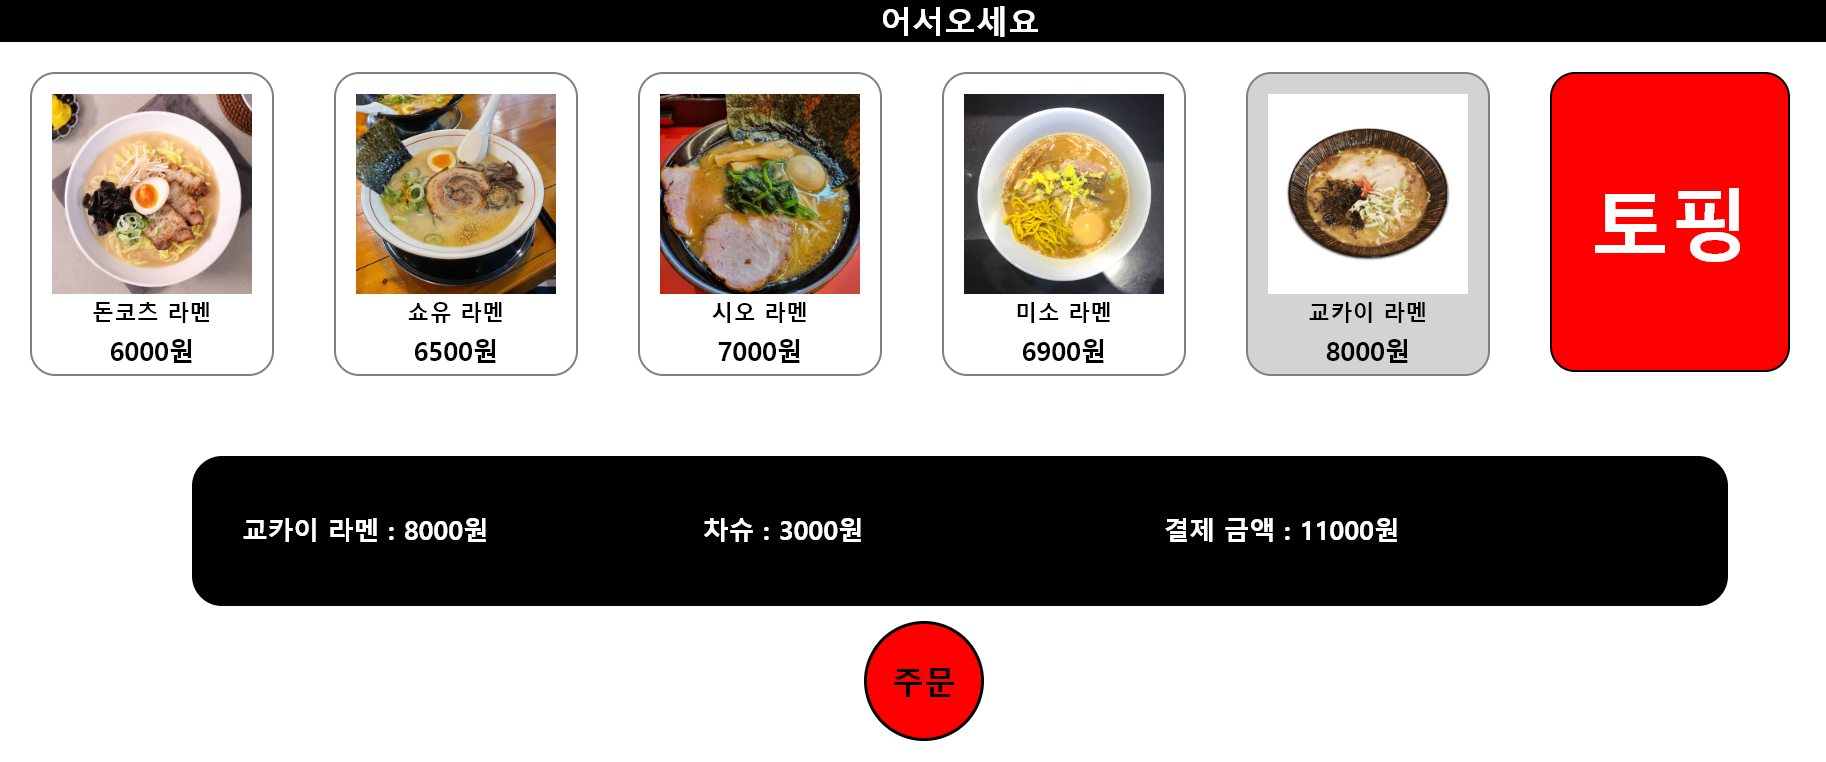 어서오세요
돈코츠 라멘
6000원
쇼유 라멘
6500원
시오 라멘
7000원
미소 라멘
6900원
교카이 라멘
8000원
토핑
교카이 라멘 : 8000원
차슈 : 3000원
결제 금액 : 11000원
주문